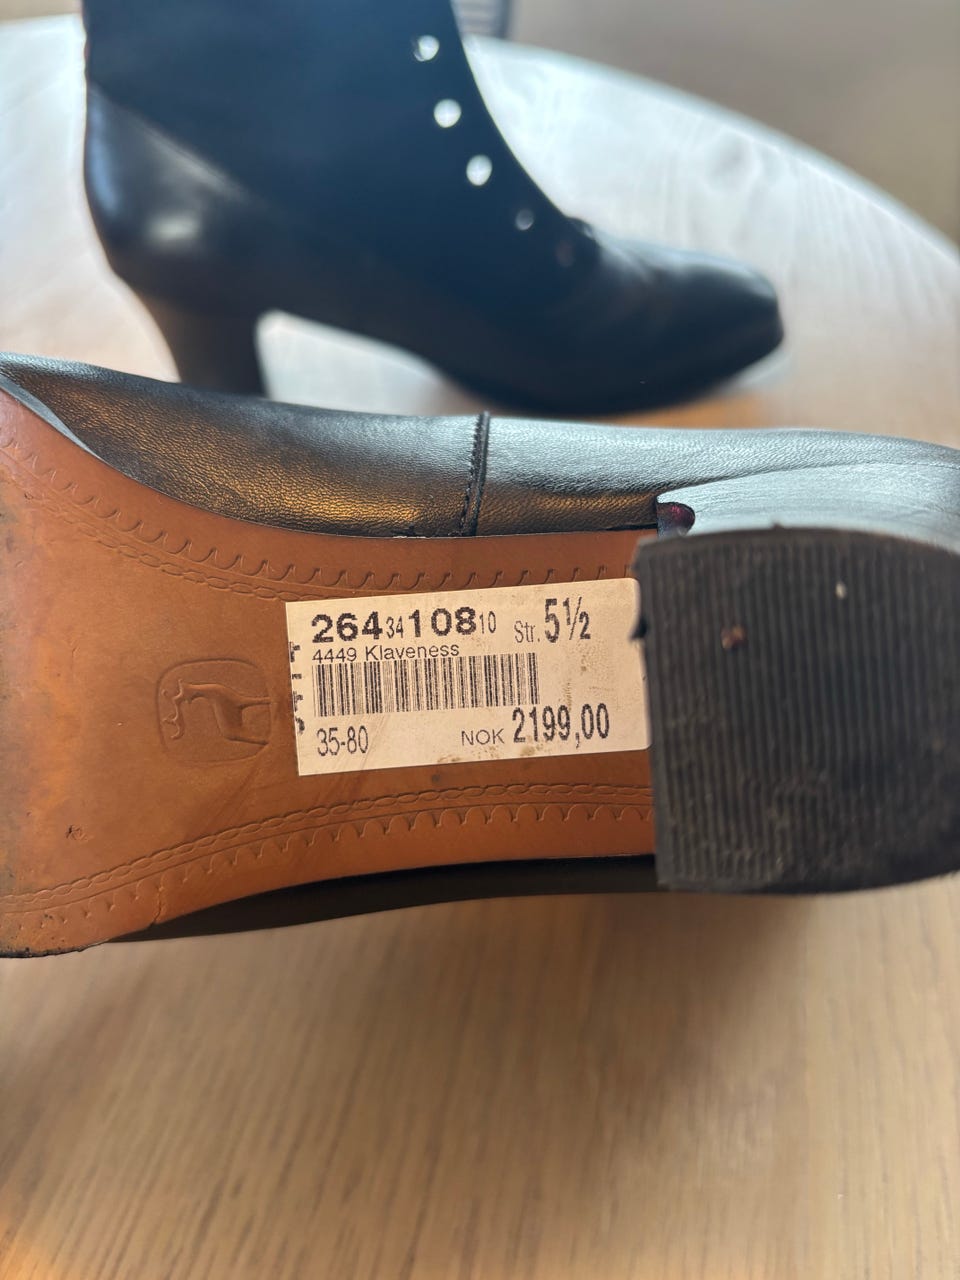 2643410810 Str. 5½
4449 Klaveness
35-80 NOK 2199,00